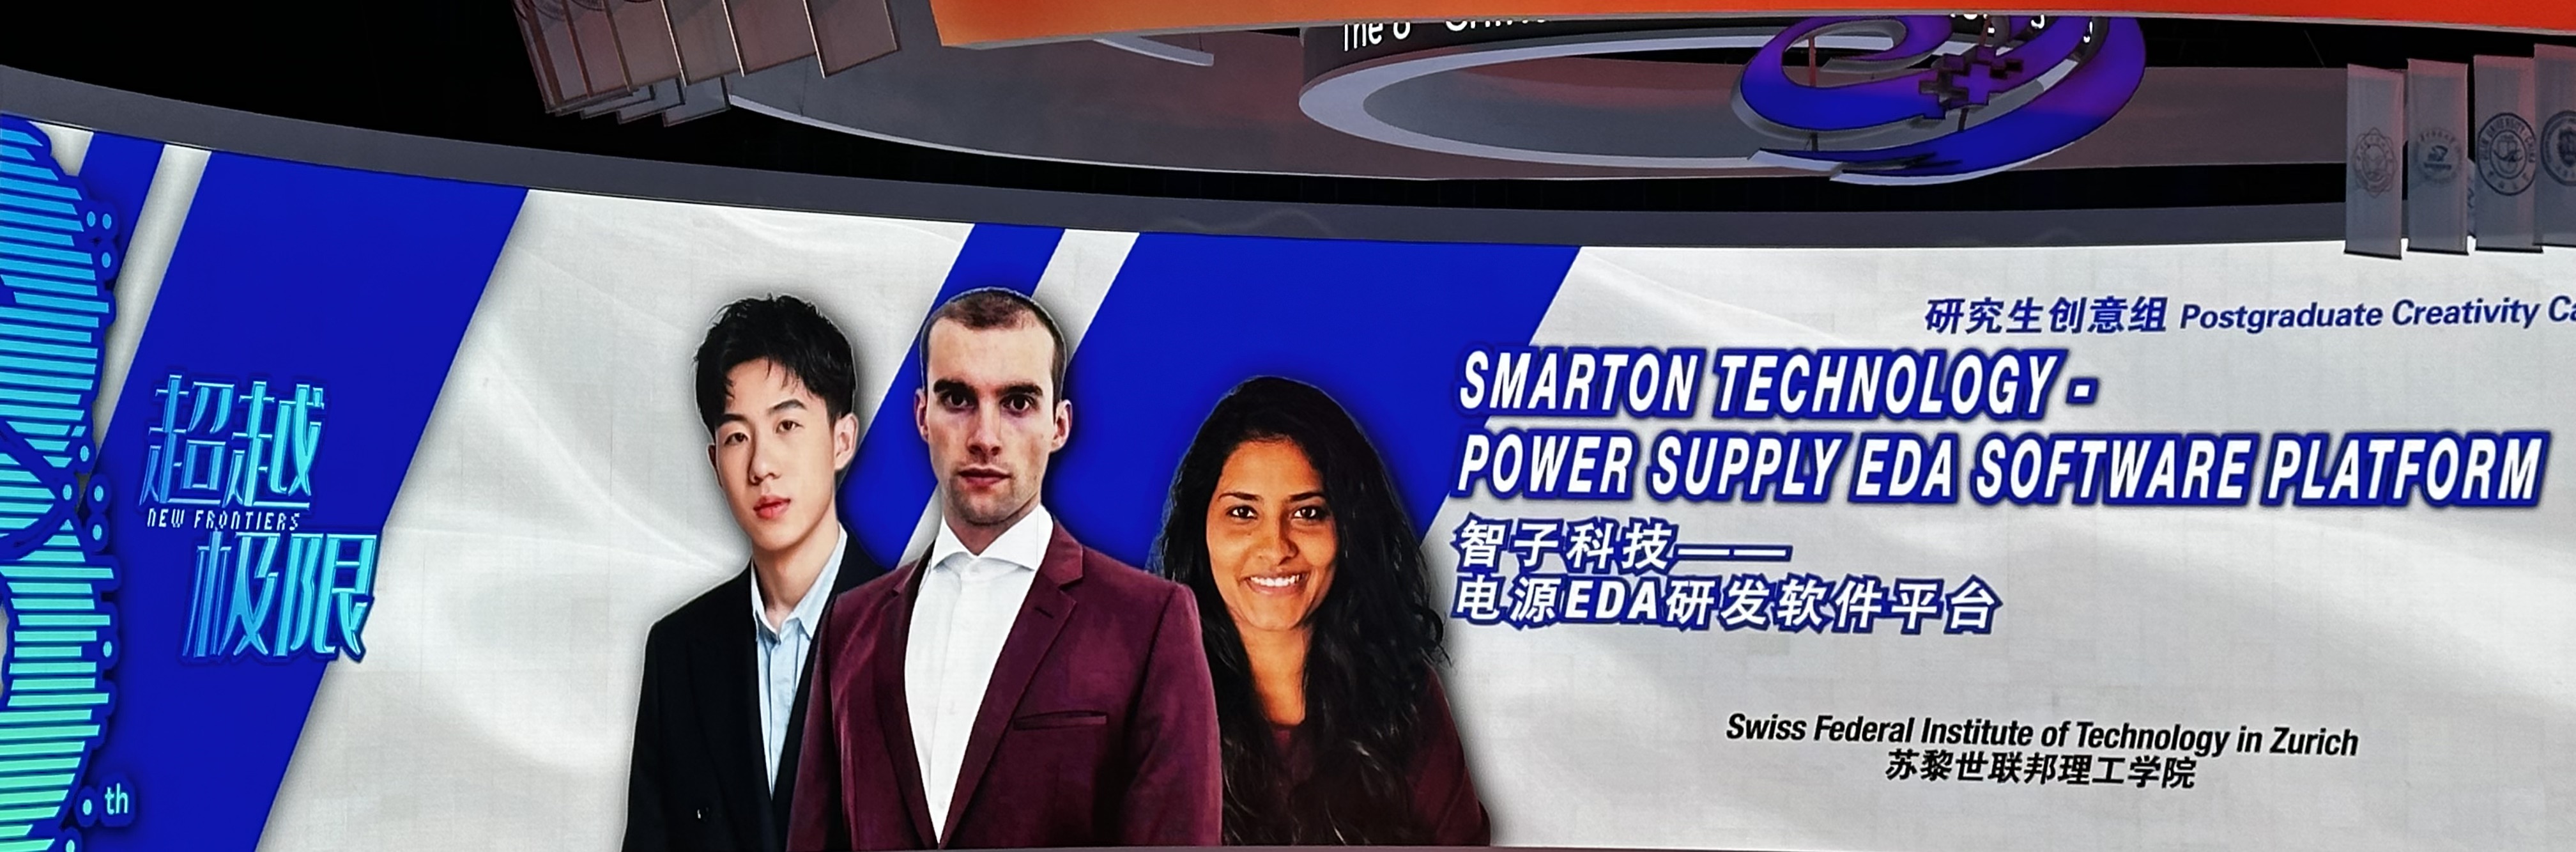 The 8
超越
NEW FRONTIERS
极限
th
研究生创意组 Postgraduate Creativity
SMARTON TECHNOLOGY -
POWER SUPPLY EDA SOFTWARE PLATFORM
智子科技——
电源EDA研发软件平台
Swiss Federal Institute of Technology in Zurich
苏黎世联邦理工学院